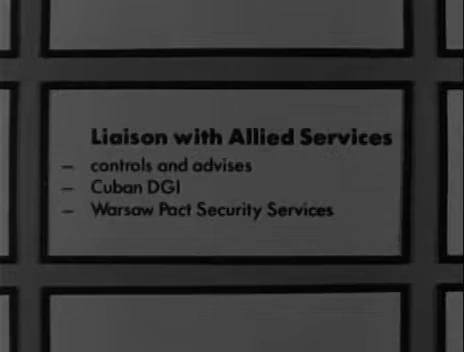 Liaison with Allied Services
– controls and advises
– Cuban DGI
– Warsaw Pact Security Services